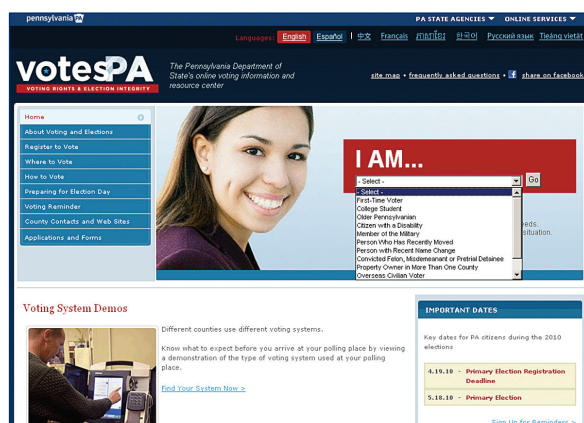 pennsylvania PA
PA STATE AGENCIES ONLINE SERVICES
Languages: English Español | 中文 Français ភាសាខ្មែរ 한국어 Русский язык Tieáng vietät
votesPA
VOTING RIGHTS & ELECTION INTEGRITY
The Pennsylvania Department of
State's online voting information and
resource center
site map • frequently asked questions • f share on facebook
Home
About Voting and Elections
Register to Vote
Where to Vote
How to Vote
Preparing for Election Day
Voting Reminder
County Contacts and Web Sites
Applications and Forms
I AM...
- Select -
Go
- Select -
First-Time Voter
College Student
Older Pennsylvanian
Citizen with a Disability
Member of the Military
Person Who Has Recently Moved
Person with Recent Name Change
Convicted Felon, Misdemeanant or Pretrial Detainee
Property Owner in More Than One County
Overseas Civilian Voter
eeds.
situation.
Voting System Demos
Different counties use different voting systems.
Know what to expect before you arrive at your polling place by viewing
a demonstration of the type of voting system used at your polling
place.
Find Your System Now >
IMPORTANT DATES
Key dates for PA citizens during the 2010
elections
4.19.10 - Primary Election Registration
Deadline
5.18.10 - Primary Election
Sign Up for Reminders >